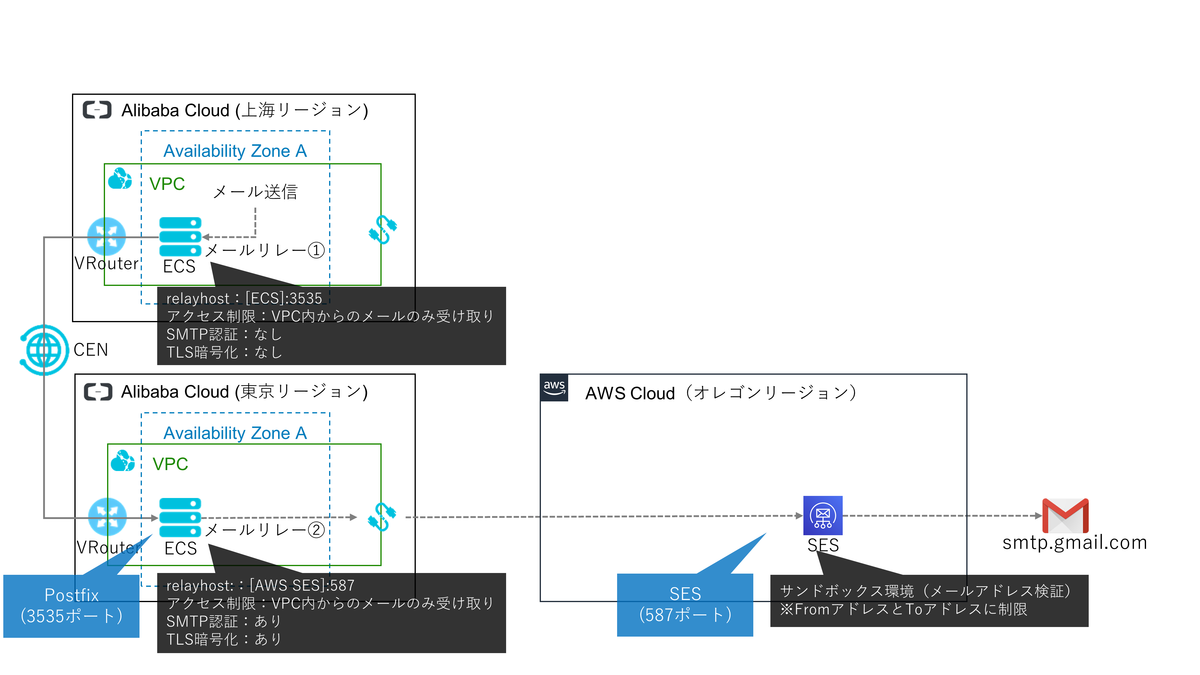 Alibaba Cloud (上海リージョン)
Availability Zone A
VPC
メール送信
メールリレー①
VRouter
ECS
relayhost：[ECS]:3535
アクセス制限：VPC内からのメールのみ受け取り
SMTP認証：なし
TLS暗号化：なし
CEN
Alibaba Cloud (東京リージョン)
Availability Zone A
VPC
メールリレー②
VRouter
ECS
Postfix
（3535ポート）
relayhost:：[AWS SES]:587
アクセス制限：VPC内からのメールのみ受け取り
SMTP認証：あり
TLS暗号化：あり
aws
AWS Cloud（オレゴンリージョン）
SES
SES
（587ポート）
サンドボックス環境（メールアドレス検証）
※FromアドレスとToアドレスに制限
smtp.gmail.com